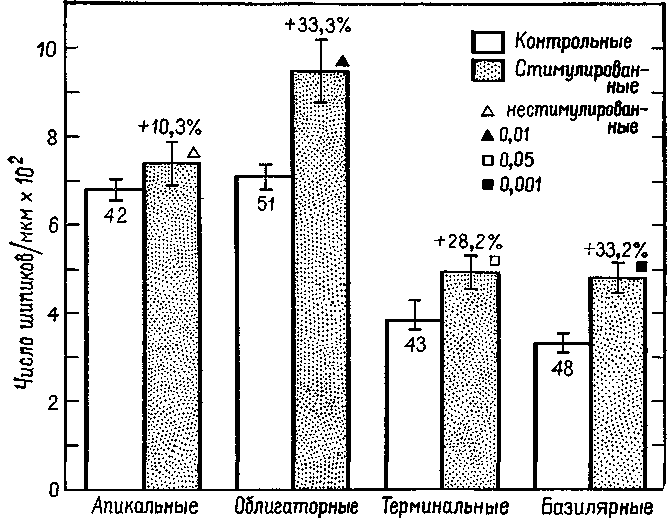 Число шипиков/мкм × 10²
10
8
6
4
2
0
Контрольные
Стимулирован-
ные
нестимулирован-
ные
0,01
0,05
0,001
+10,3%
+33,3%
+28,2%
+33,2%
42
51
43
48
Апикальные
Облигаторные
Терминальные
Базилярные